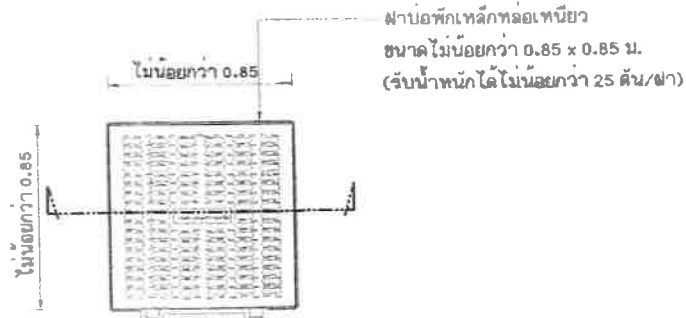 ฝาบ่อพักเหล็กหล่อเหนียว
ขนาดไม่น้อยกว่า 0.85 x 0.85 ม.
(รับน้ำหนักได้ไม่น้อยกว่า 25 ตัน/ฝา)
ไม่น้อยกว่า 0.85
ไม่น้อยกว่า 0.85